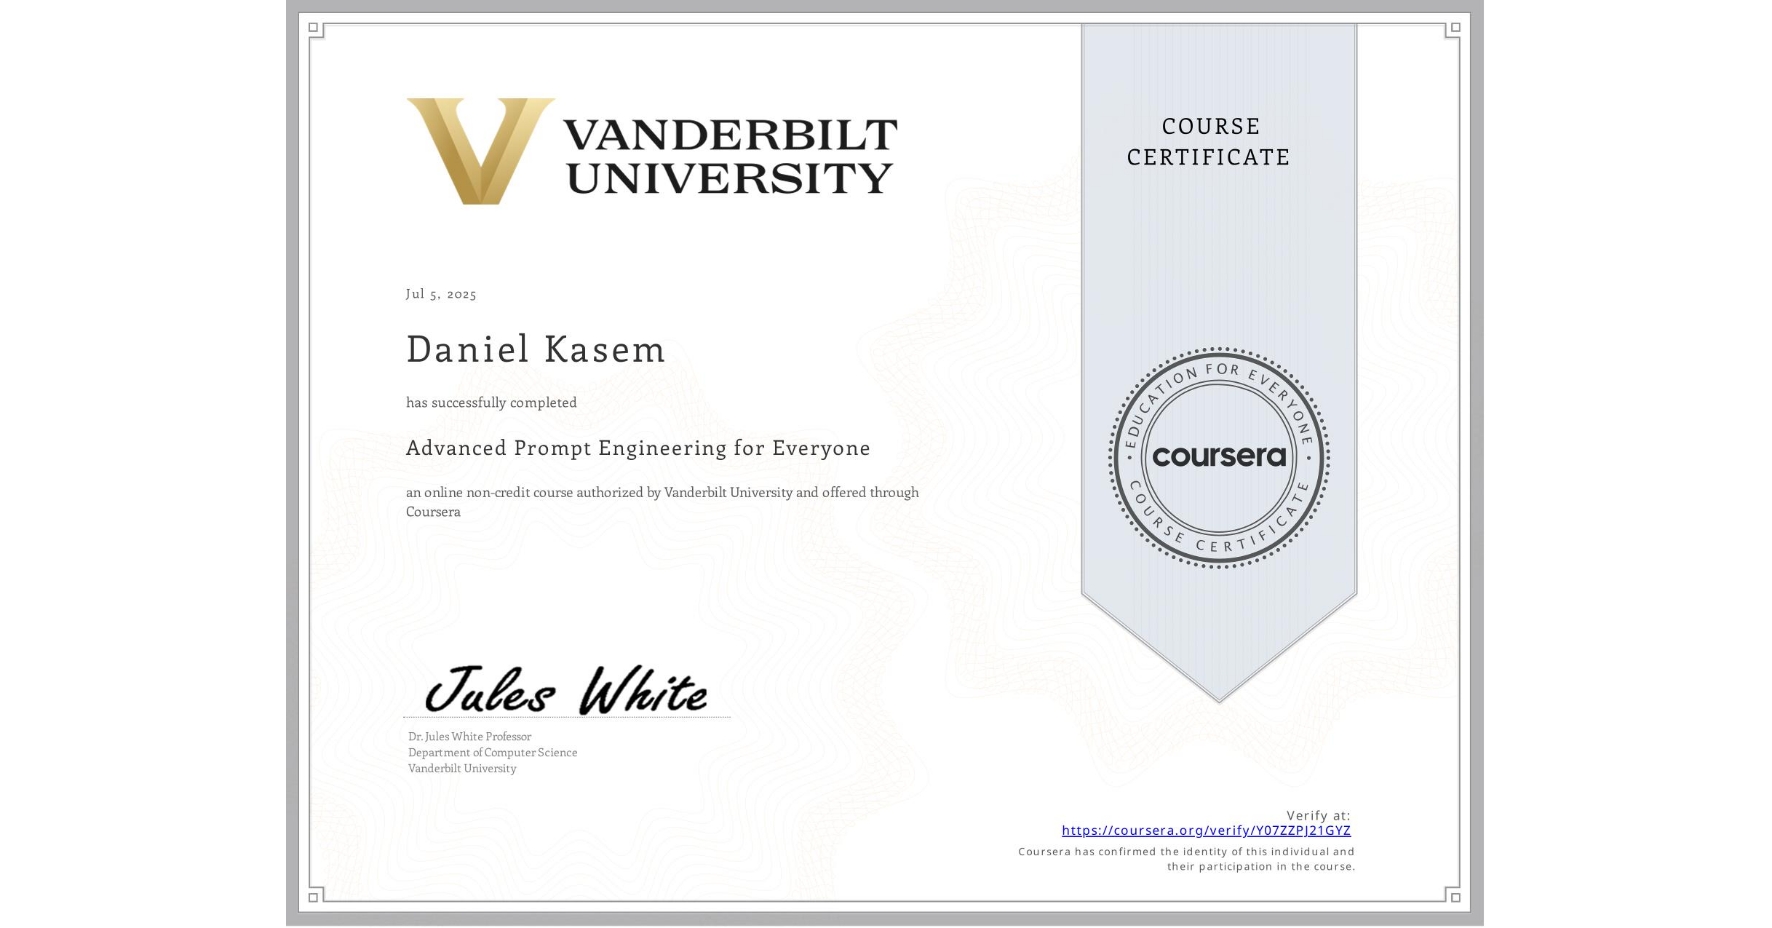 VANDERBILT
UNIVERSITY
COURSE
CERTIFICATE
Jul 5, 2025
Daniel Kasem
has successfully completed
Advanced Prompt Engineering for Everyone
an online non-credit course authorized by Vanderbilt University and offered through
Coursera
EDUCATION FOR EVERYONE
coursera
COURSE CERTIFICATE
Jules White
Dr. Jules White Professor
Department of Computer Science
Vanderbilt University
Verify at:
https://coursera.org/verify/Y07ZZPJ21GYZ
Coursera has confirmed the identity of this individual and
their participation in the course.